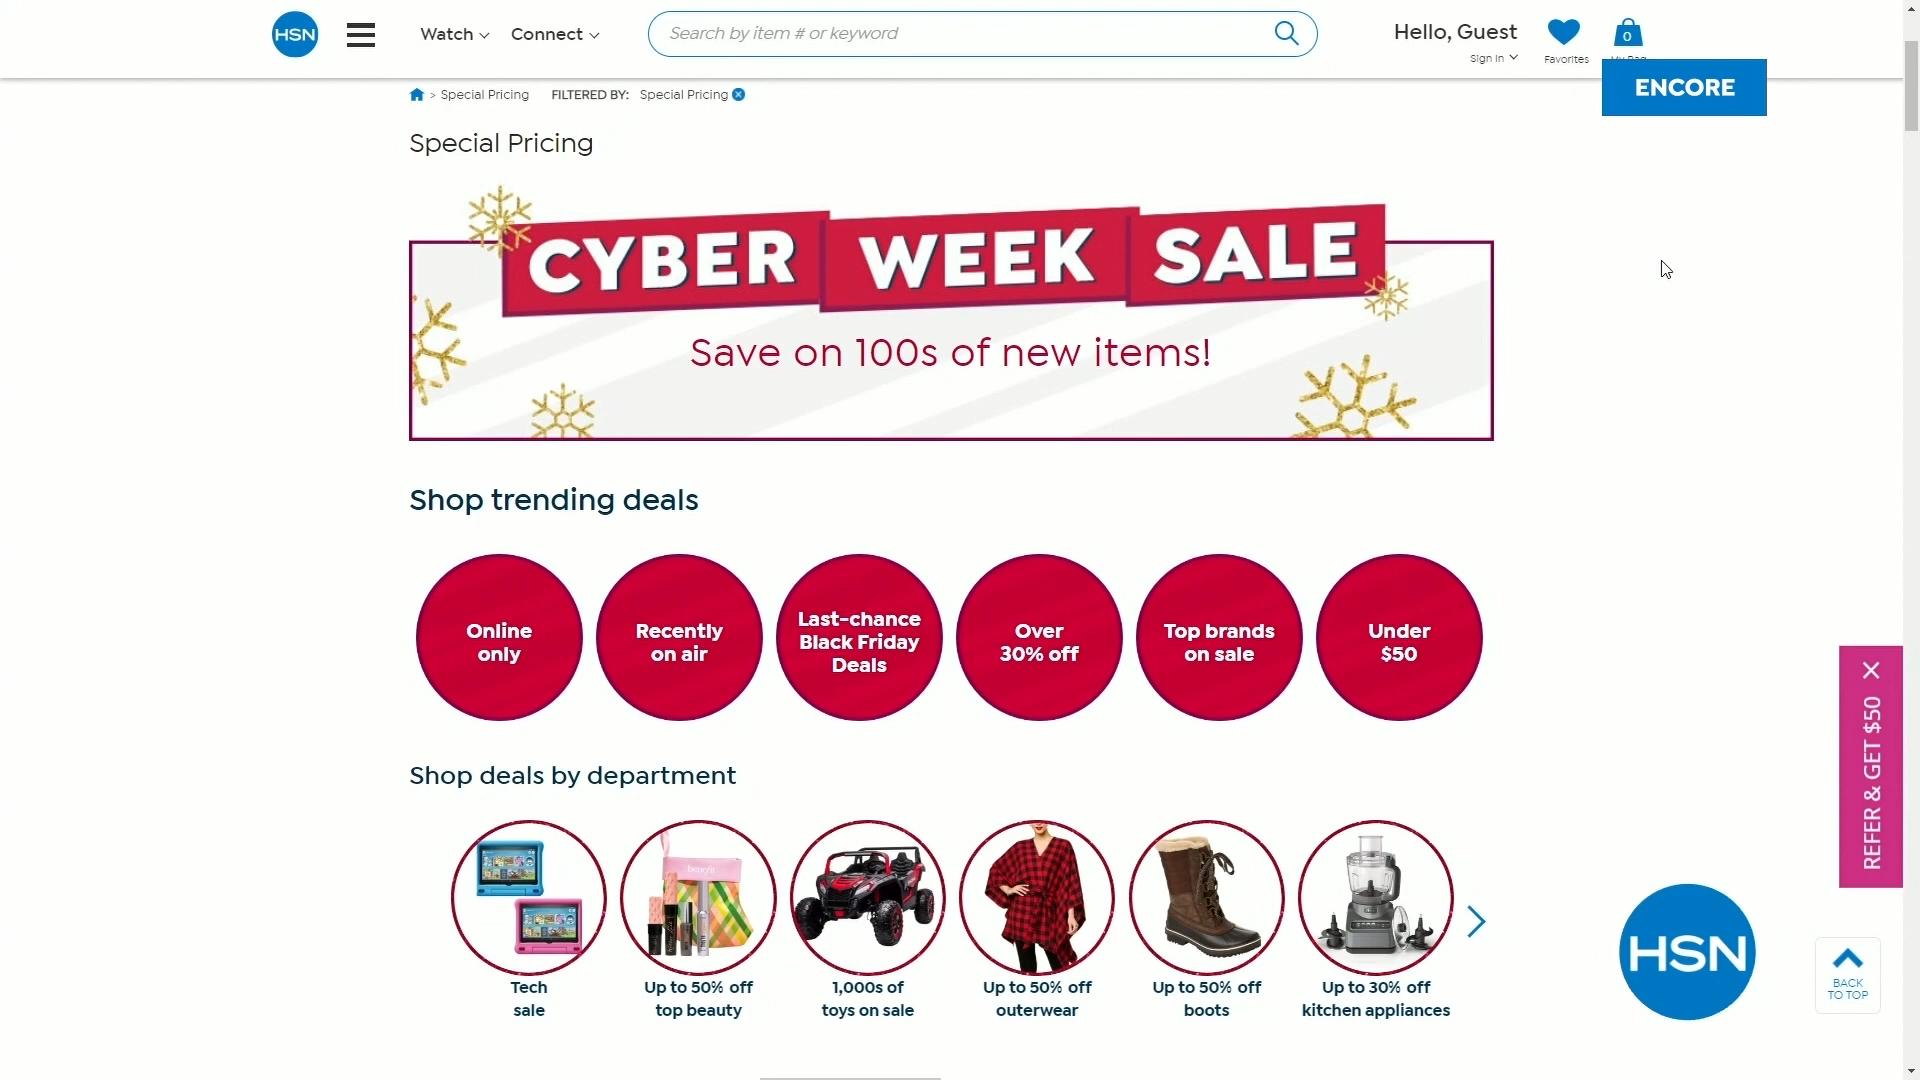 HSN
Watch
Connect
Search by item # or keyword
Hello, Guest
Sign In
Favorites
0
My Bag
ENCORE
> Special Pricing FILTERED BY: Special Pricing
Special Pricing
CYBER WEEK SALE
Save on 100s of new items!
Shop trending deals
Online
only
Recently
on air
Last-chance
Black Friday
Deals
Over
30% off
Top brands
on sale
Under
$50
REFER & GET $50
Shop deals by department
benefit
Tech
sale
Up to 50% off
top beauty
1,000s of
toys on sale
Up to 50% off
outerwear
Up to 50% off
boots
Up to 30% off
kitchen appliances
HSN
BACK
TO TOP